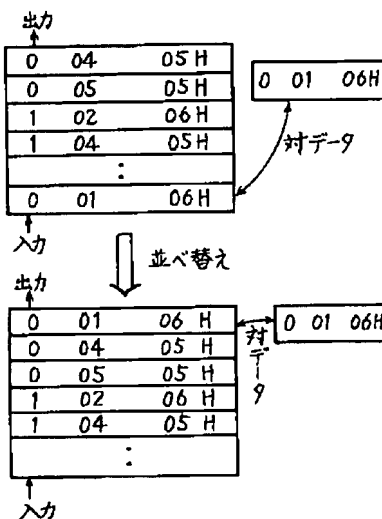 出力
0 04 05H
0 05 05H
1 02 06H
1 04 05H
:
0 01 06H
0 01 06H
対データ
入力
並べ替え
出力
0 01 06 H
0 04 05 H
0 05 05 H
1 02 06 H
1 04 05 H
:
対データ
0 01 06H
入力